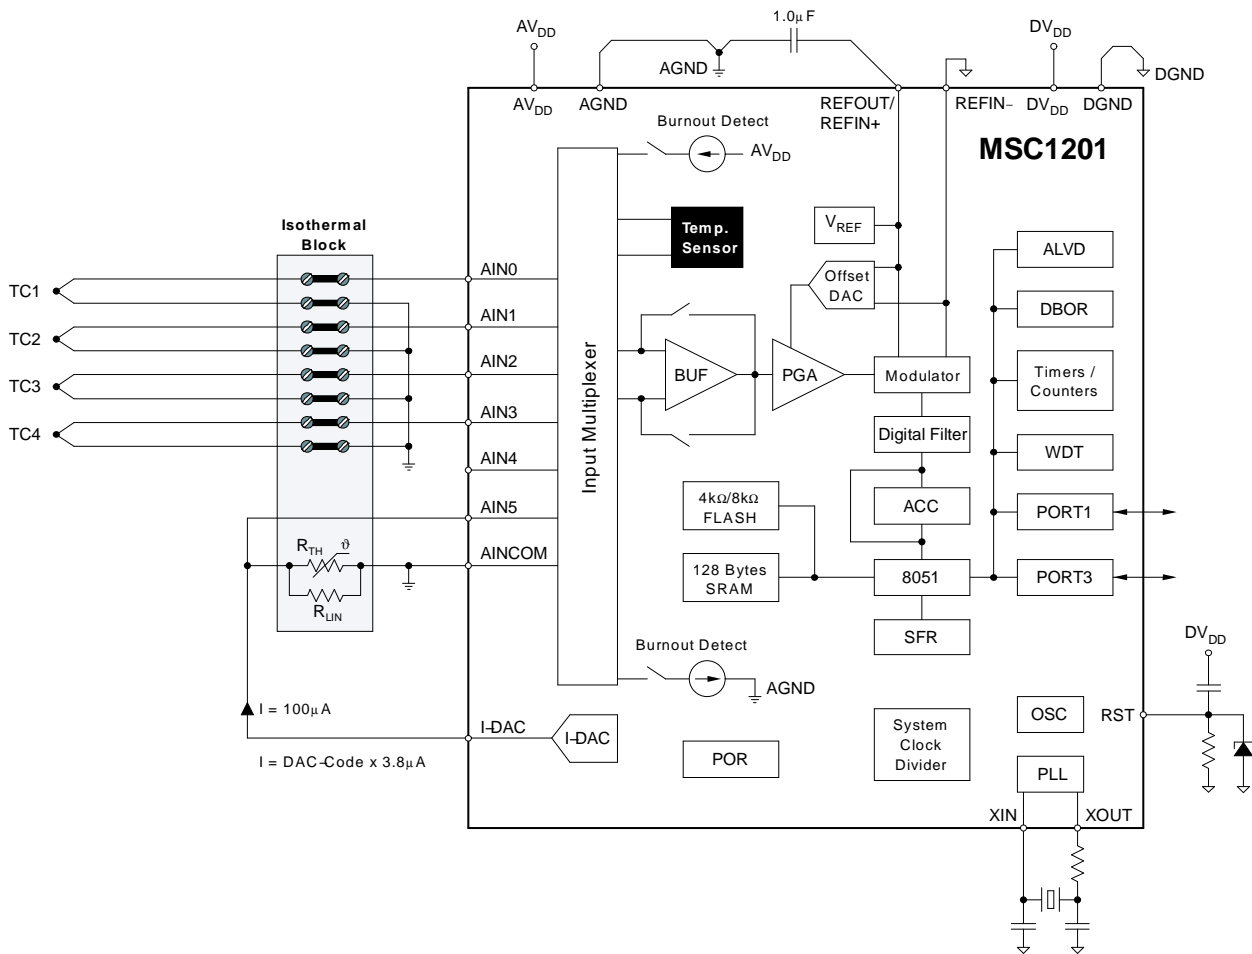 1.0μF
AVDD
DVDD
AGND
DGND
AVDD
AGND
REFOUT/
REFIN+
REFIN–
DVDD
DGND
MSC1201
Burnout Detect
AVDD
Isothermal
Block
Temp.
Sensor
VREF
ALVD
TC1
AIN0
Offset
DAC
DBOR
AIN1
TC2
AIN2
Input Multiplexer
BUF
PGA
Modulator
Timers /
Counters
TC3
AIN3
TC4
Digital Filter
WDT
AIN4
4kΩ/8kΩ
FLASH
ACC
PORT1
AIN5
RTH
ϑ
AINCOM
128 Bytes
SRAM
8051
PORT3
RLIN
SFR
Burnout Detect
AGND
DVDD
I = 100μA
I–DAC
I–DAC
I = DAC–Code x 3.8μA
POR
System
Clock
Divider
OSC
RST
PLL
XIN
XOUT